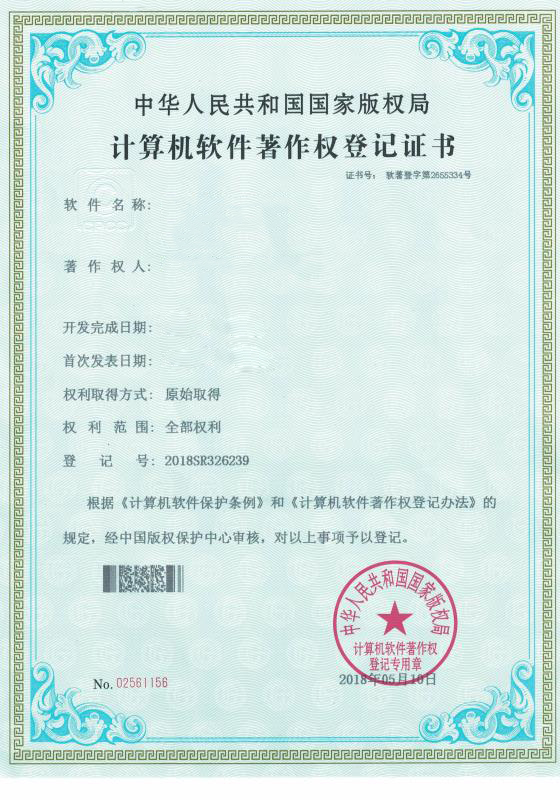 中华人民共和国国家版权局
计算机软件著作权登记证书
证书号： 软著登字第2655334号
软 件 名 称：
CPCC
著 作 权 人：
开发完成日期：
首次发表日期：
权利取得方式： 原始取得
权 利 范 围： 全部权利
登 记 号： 2018SR326239
根据《计算机软件保护条例》和《计算机软件著作权登记办法》的
规定，经中国版权保护中心审核，对以上事项予以登记。
中华人民共和国国家版权局
计算机软件著作权
登记专用章
No. 02561156
2018年05月10日